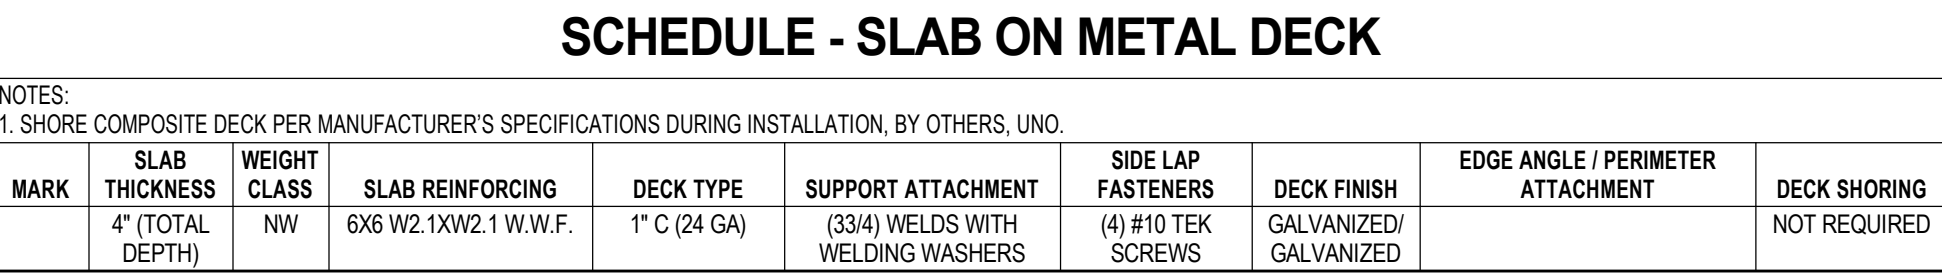 SCHEDULE - SLAB ON METAL DECK
NOTES:
1. SHORE COMPOSITE DECK PER MANUFACTURER'S SPECIFICATIONS DURING INSTALLATION, BY OTHERS, UNO.
MARK
SLAB
THICKNESS
WEIGHT
CLASS
SLAB REINFORCING
DECK TYPE
SUPPORT ATTACHMENT
SIDE LAP
FASTENERS
DECK FINISH
EDGE ANGLE / PERIMETER
ATTACHMENT
DECK SHORING
4" (TOTAL
DEPTH)
NW
6X6 W2.1XW2.1 W.W.F.
1" C (24 GA)
(33/4) WELDS WITH
WELDING WASHERS
(4) #10 TEK
SCREWS
GALVANIZED/
GALVANIZED
NOT REQUIRED